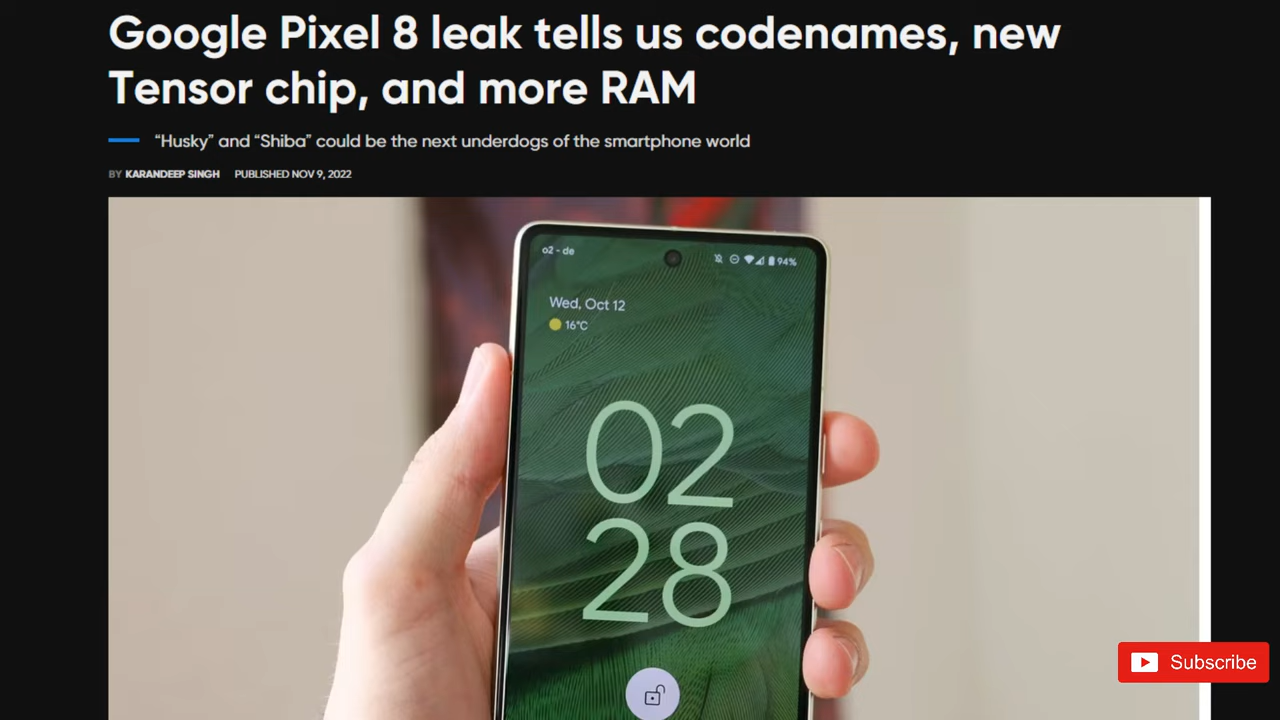 Google Pixel 8 leak tells us codenames, new
Tensor chip, and more RAM
“Husky” and “Shiba” could be the next underdogs of the smartphone world
BY KARANDEEP SINGH PUBLISHED NOV 9, 2022
o2 - de
94%
Wed, Oct 12
16°C
02
28
Subscribe